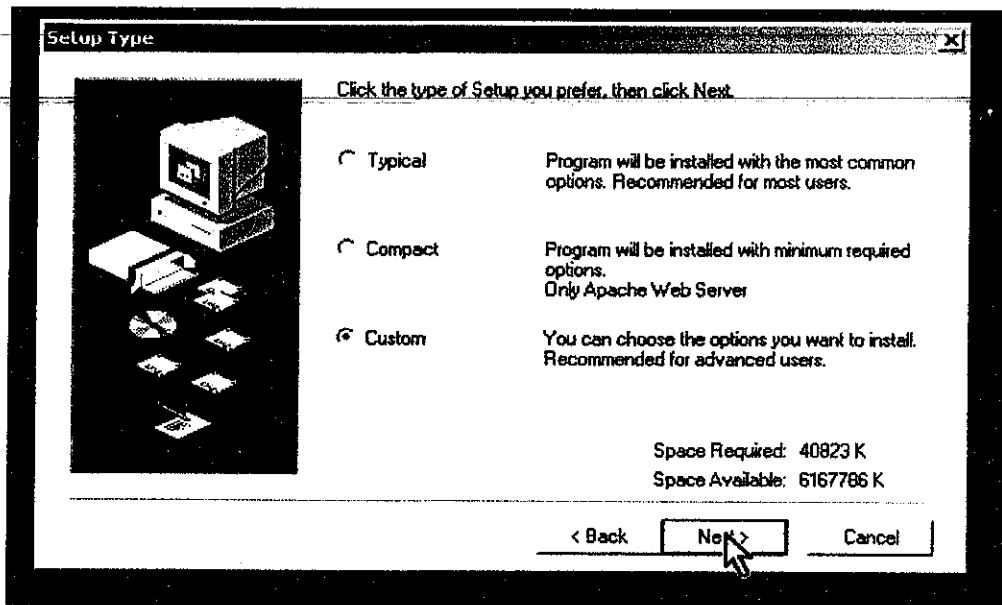 Setup Type
Click the type of Setup you prefer, then click Next.
Typical
Program will be installed with the most common
options. Recommended for most users.
Compact
Program will be installed with minimum required
options.
Only Apache Web Server
Custom
You can choose the options you want to install.
Recommended for advanced users.
Space Required: 40823 K
Space Available: 6167786 K
< Back
Next >
Cancel